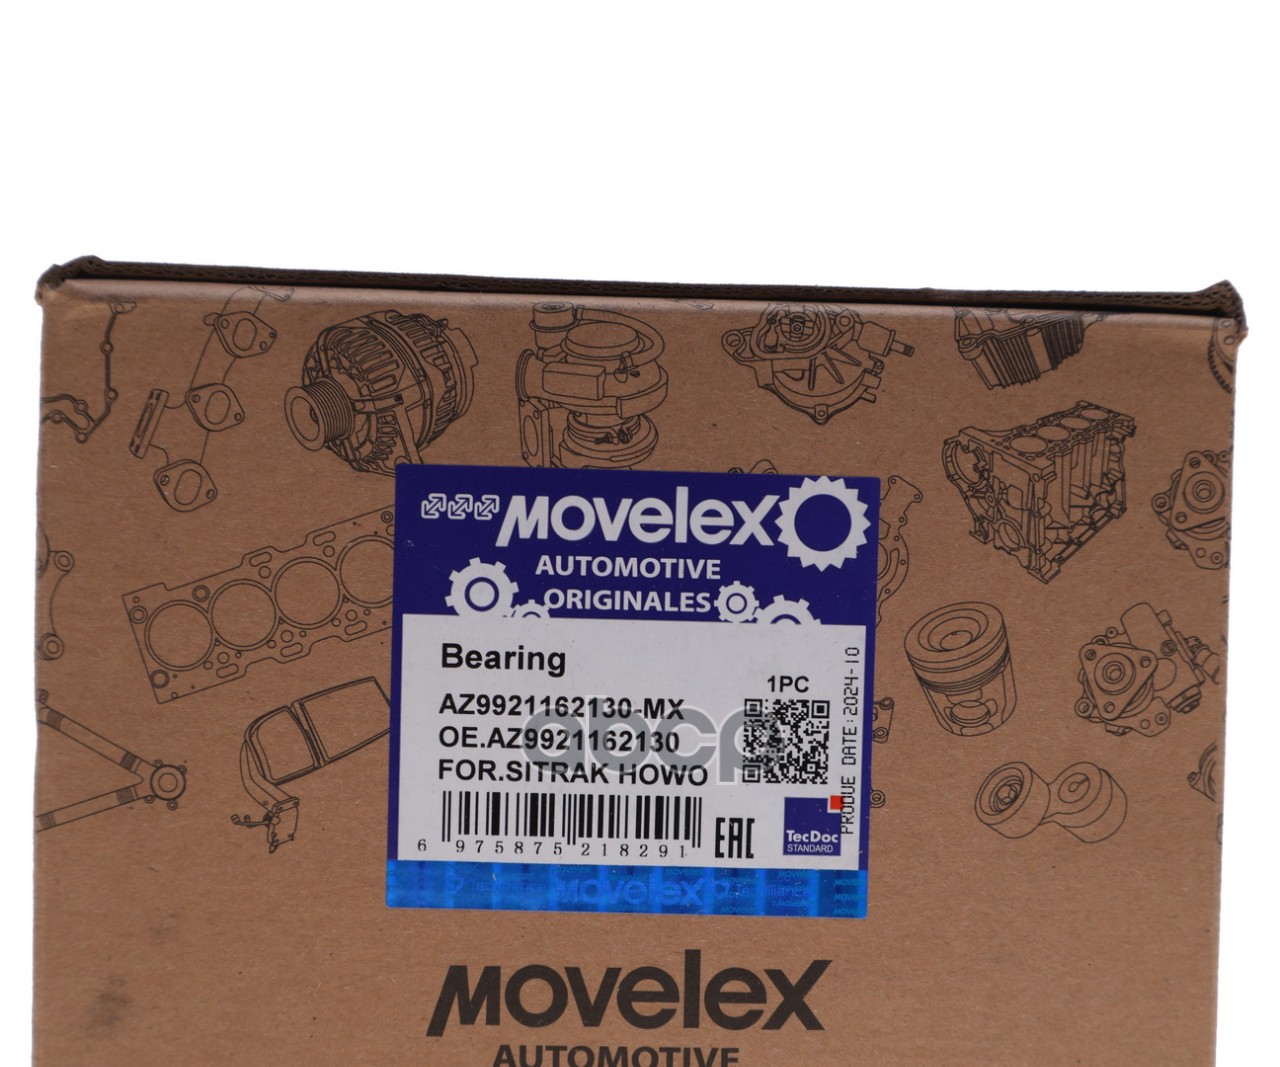 Movelex
AUTOMOTIVE
ORIGINALES
Bearing
1PC
AZ9921162130-MX
OE.AZ9921162130
FOR.SITRAK HOWO
PRODUE DATE:2024-10
abcp
6 975875 218291
EAC
TecDoc
STANDARD
Movelex
Movelex
AUTOMOTIVE